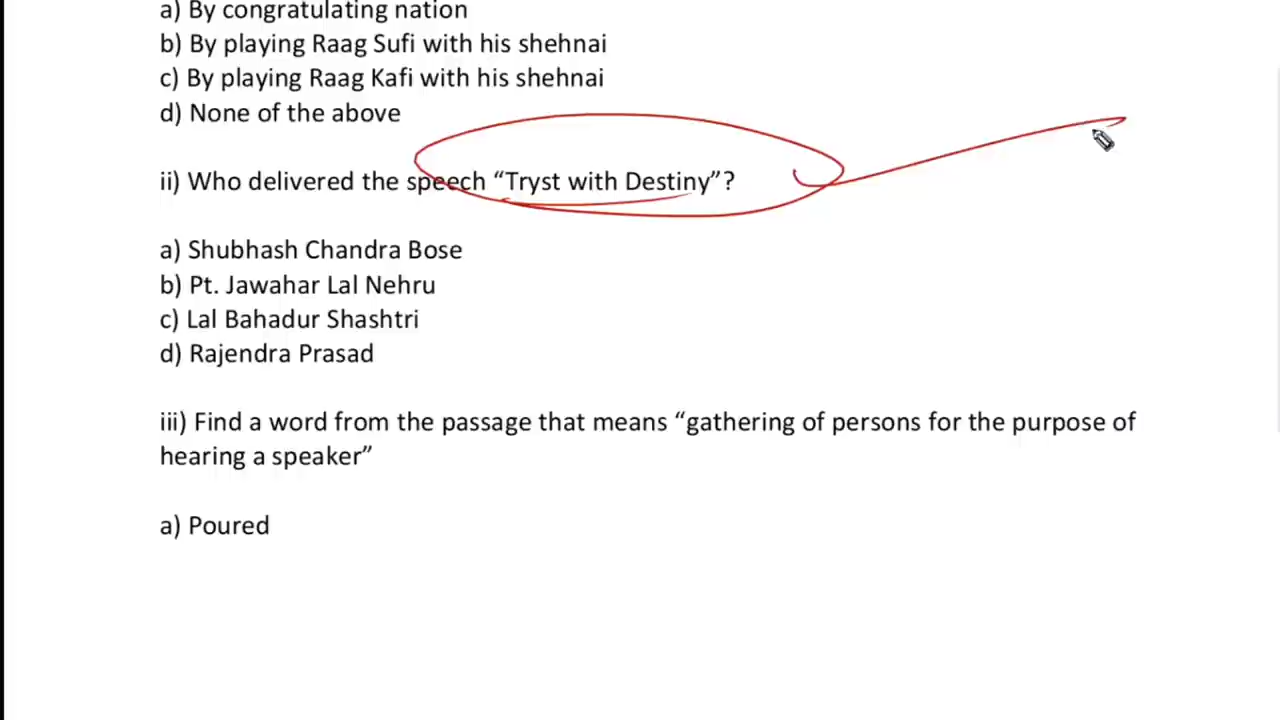 a) By congratulating nation
b) By playing Raag Sufi with his shehnai
c) By playing Raag Kafi with his shehnai
d) None of the above
ii) Who delivered the speech “Tryst with Destiny”?
a) Shubhash Chandra Bose
b) Pt. Jawahar Lal Nehru
c) Lal Bahadur Shashtri
d) Rajendra Prasad
iii) Find a word from the passage that means “gathering of persons for the purpose of
hearing a speaker”
a) Poured